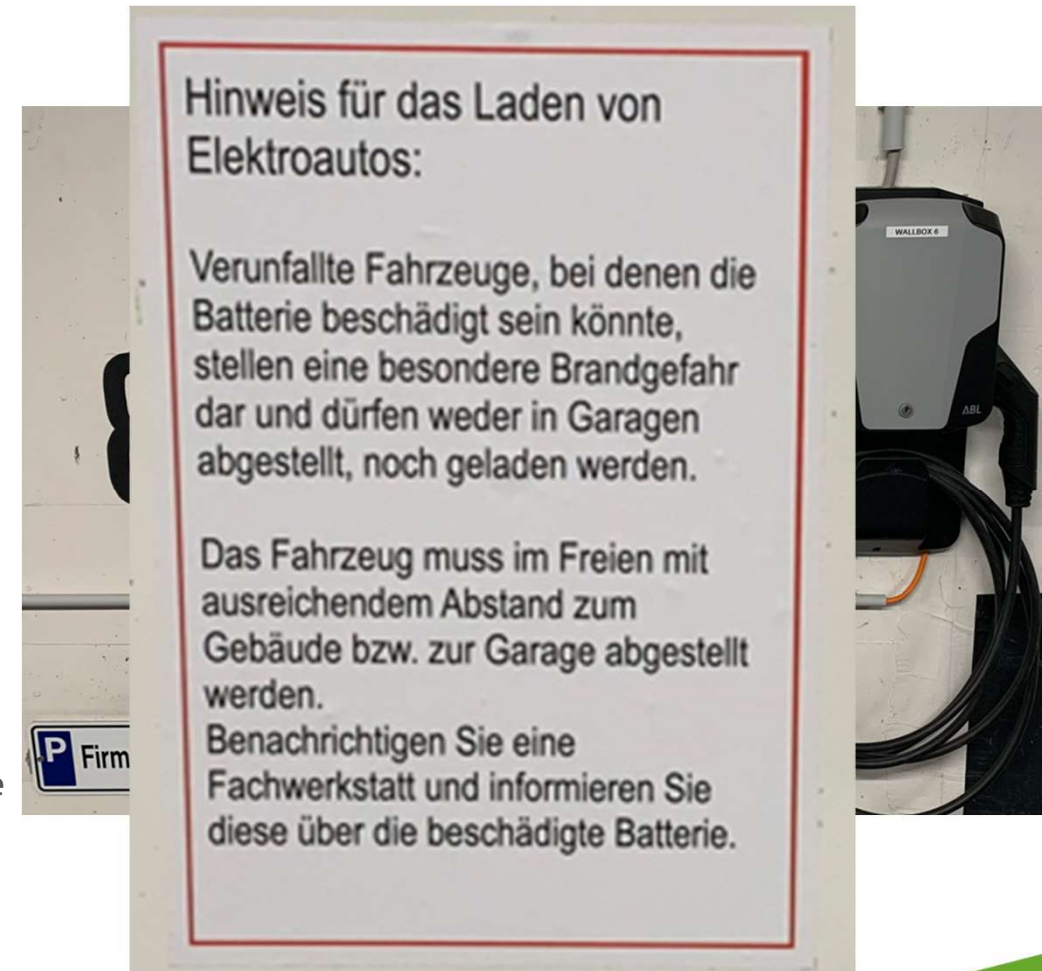 Hinweis für das Laden von
Elektroautos:
Verunfallte Fahrzeuge, bei denen die
Batterie beschädigt sein könnte,
stellen eine besondere Brandgefahr
dar und dürfen weder in Garagen
abgestellt, noch geladen werden.
Das Fahrzeug muss im Freien mit
ausreichendem Abstand zum
Gebäude bzw. zur Garage abgestellt
werden.
Benachrichtigen Sie eine
Fachwerkstatt und informieren Sie
diese über die beschädigte Batterie.
WALLBOX 6
ABL
8
P Firm
e